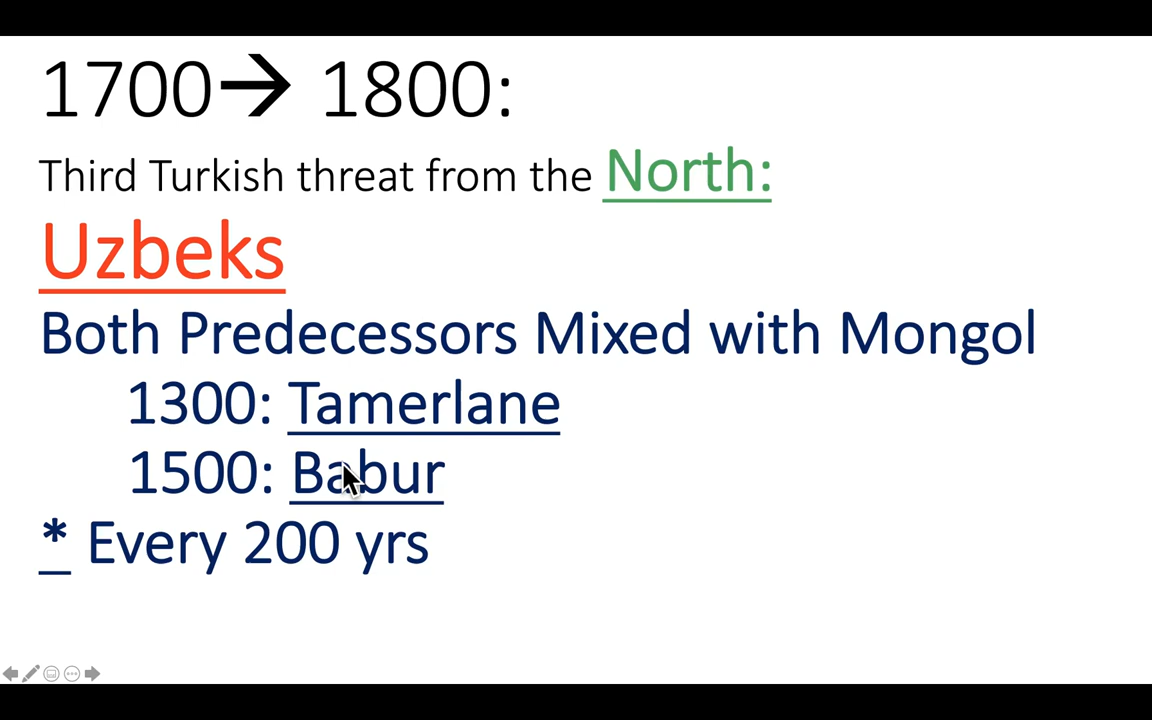 1700→ 1800:
Third Turkish threat from the North:
Uzbeks
Both Predecessors Mixed with Mongol
1300: Tamerlane
1500: Babur
* Every 200 yrs